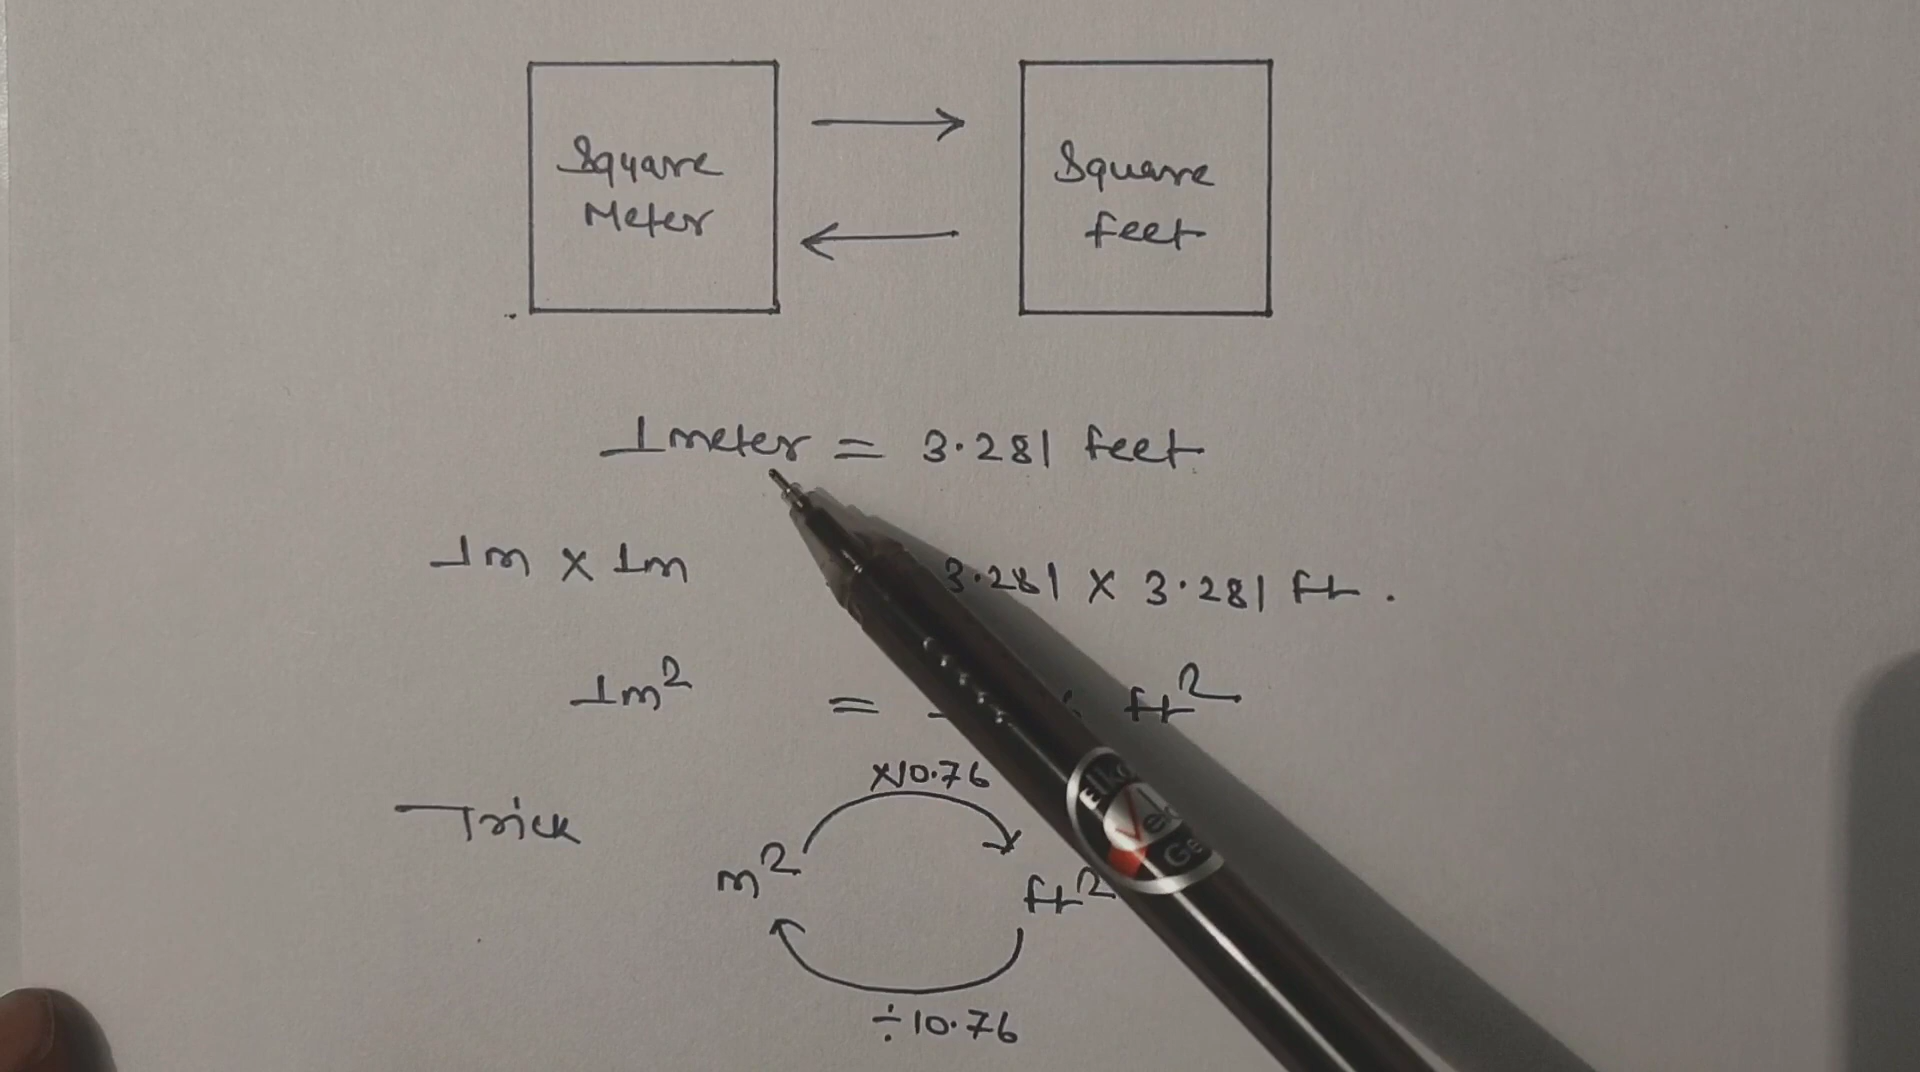 Square
Meter
Square
feet
1 meter = 3.281 feet
1m × 1m 3.281 × 3.281 ft.
1m² = ft²
×10.76
Trick
m² ft²
÷10.76